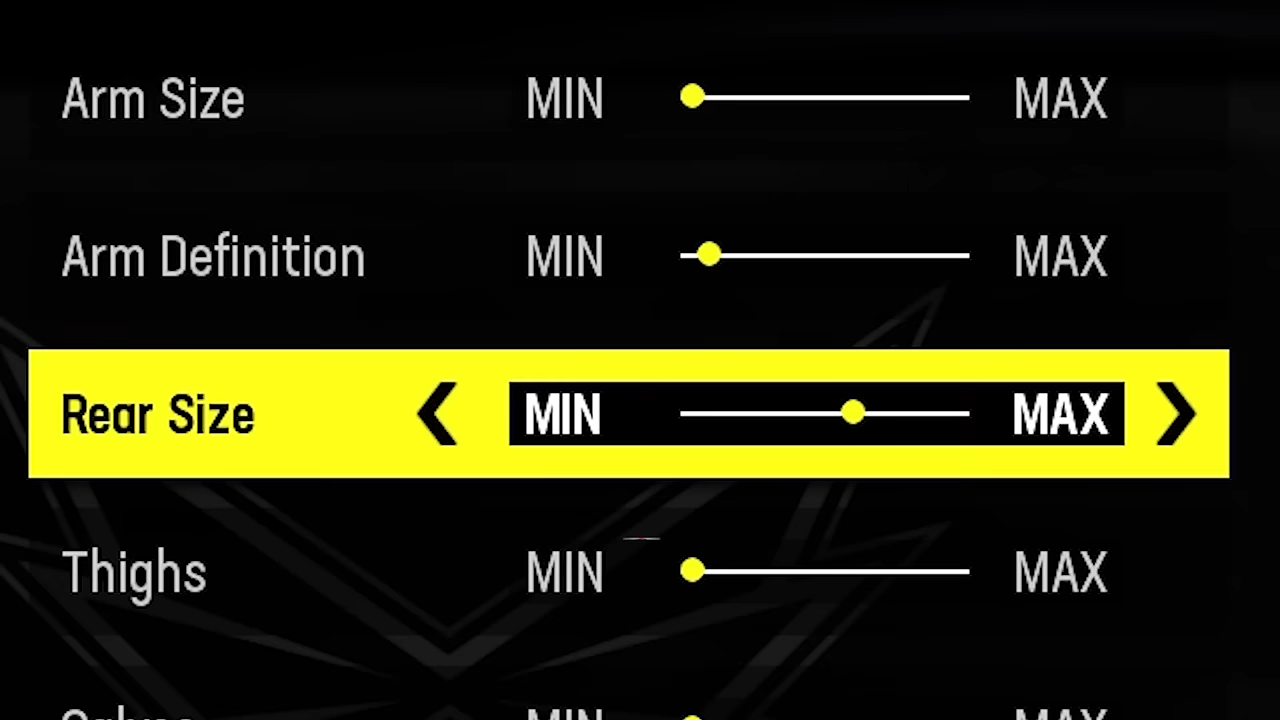 Arm Size MIN MAX
Arm Definition MIN MAX
Rear Size MIN MAX
Thighs MIN MAX